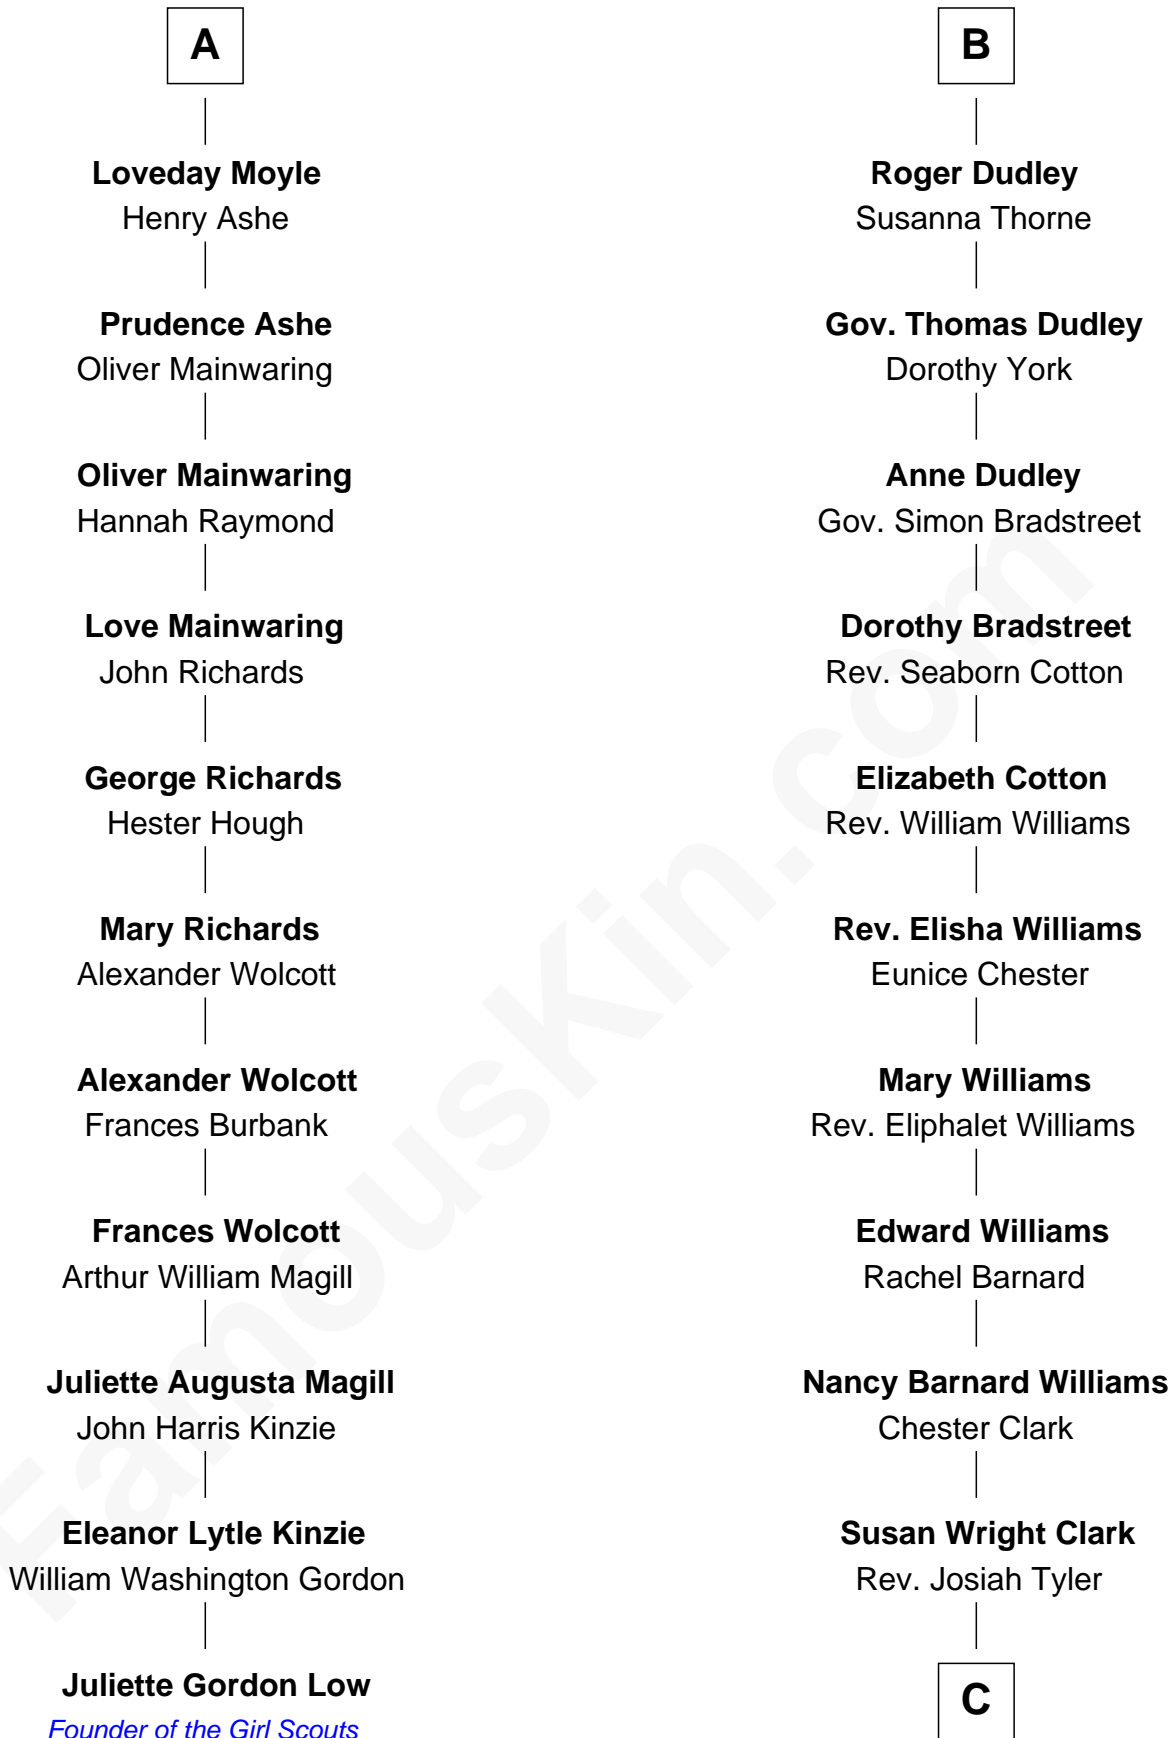 A
Loveday Moyle
Henry Ashe
Prudence Ashe
Oliver Mainwaring
Oliver Mainwaring
Hannah Raymond
Love Mainwaring
John Richards
George Richards
Hester Hough
Mary Richards
Alexander Wolcott
Alexander Wolcott
Frances Burbank
Frances Wolcott
Arthur William Magill
Juliette Augusta Magill
John Harris Kinzie
Eleanor Lytle Kinzie
William Washington Gordon
Juliette Gordon Low
Founder of the Girl Scouts
B
Roger Dudley
Susanna Thorne
Gov. Thomas Dudley
Dorothy York
Anne Dudley
Gov. Simon Bradstreet
Dorothy Bradstreet
Rev. Seaborn Cotton
Elizabeth Cotton
Rev. William Williams
Rev. Elisha Williams
Eunice Chester
Mary Williams
Rev. Eliphalet Williams
Edward Williams
Rachel Barnard
Nancy Barnard Williams
Chester Clark
Susan Wright Clark
Rev. Josiah Tyler
C
FamousKin.com